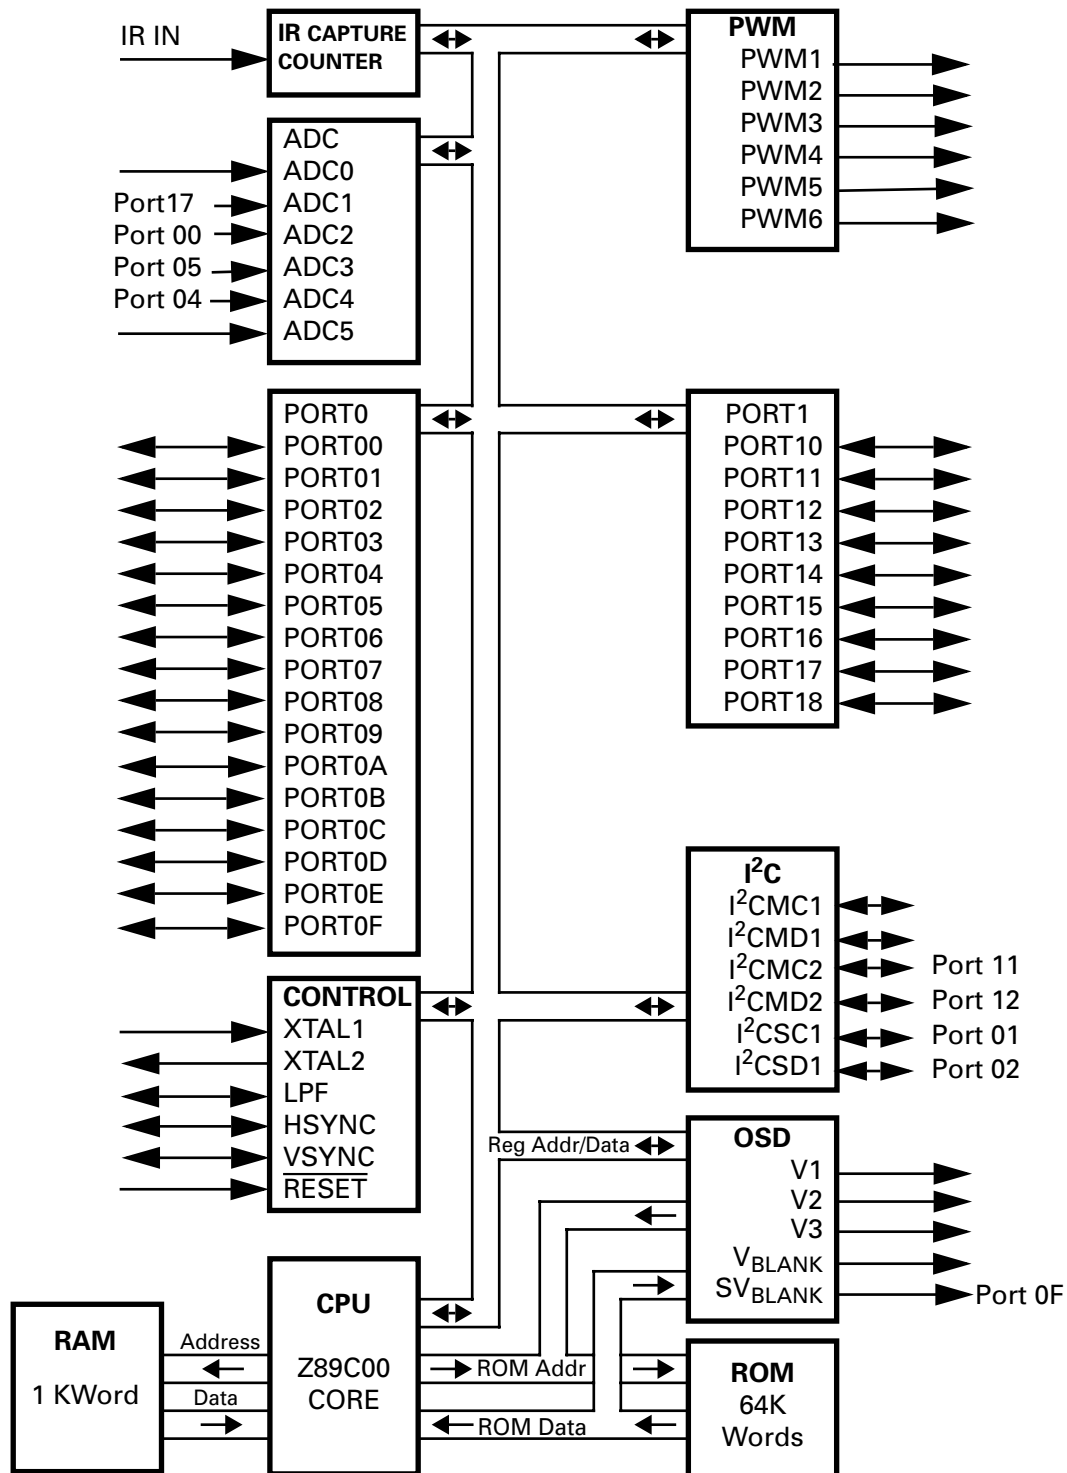 IR IN
IR CAPTURE
COUNTER
ADC
ADC0
Port17
ADC1
Port 00
ADC2
Port 05
ADC3
Port 04
ADC4
ADC5
PWM
PWM1
PWM2
PWM3
PWM4
PWM5
PWM6
PORT0
PORT00
PORT01
PORT02
PORT03
PORT04
PORT05
PORT06
PORT07
PORT08
PORT09
PORT0A
PORT0B
PORT0C
PORT0D
PORT0E
PORT0F
PORT1
PORT10
PORT11
PORT12
PORT13
PORT14
PORT15
PORT16
PORT17
PORT18
I²C
I²CMC1
I²CMD1
I²CMC2 Port 11
I²CMD2 Port 12
I²CSC1 Port 01
I²CSD1 Port 02
CONTROL
XTAL1
XTAL2
LPF
HSYNC
VSYNC
RESET
Reg Addr/Data
OSD
V1
V2
V3
VBLANK
SVBLANK Port 0F
RAM
1 KWord
Address
Data
CPU
Z89C00
CORE
ROM Addr
ROM Data
ROM
64K
Words